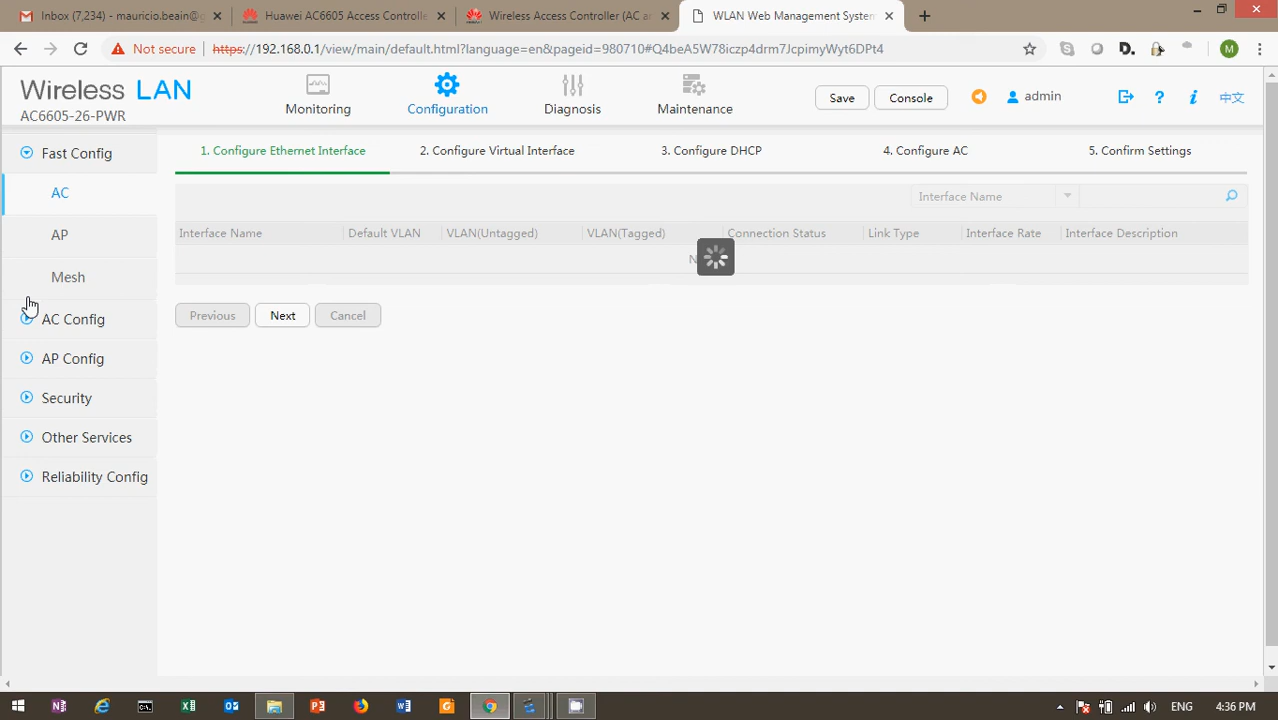 Inbox (7,234) - mauricio.beain@g
Huawei AC6605 Access Controlle
Wireless Access Controller (AC a
WLAN Web Management System
Not secure
https://192.168.0.1/view/main/default.html?language=en&pageid=980710#Q4beA5W78iczp4drm7JcpimyWyt6DPt4
M
Wireless LAN
AC6605-26-PWR
Monitoring
Configuration
Diagnosis
Maintenance
Save
Console
admin
?
i
中文
Fast Config
AC
AP
Mesh
AC Config
AP Config
Security
Other Services
Reliability Config
1. Configure Ethernet Interface
2. Configure Virtual Interface
3. Configure DHCP
4. Configure AC
5. Confirm Settings
Interface Name
Interface Name
Default VLAN
VLAN(Untagged)
VLAN(Tagged)
Connection Status
Link Type
Interface Rate
Interface Description
Previous
Next
Cancel
ENG
4:36 PM